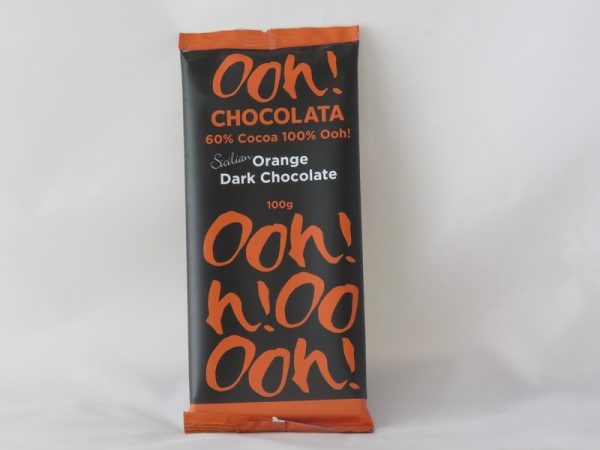 Ooh!
CHOCOLATA
60% Cocoa 100% Ooh!
Sicilian Orange
Dark Chocolate
100g
Ooh!
h!Oo
Ooh!